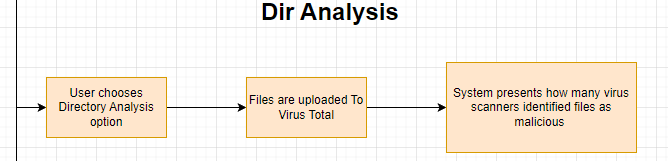 Dir Analysis
User chooses
Directory Analysis
option
Files are uploaded To
Virus Total
System presents how many virus
scanners identified files as
malicious